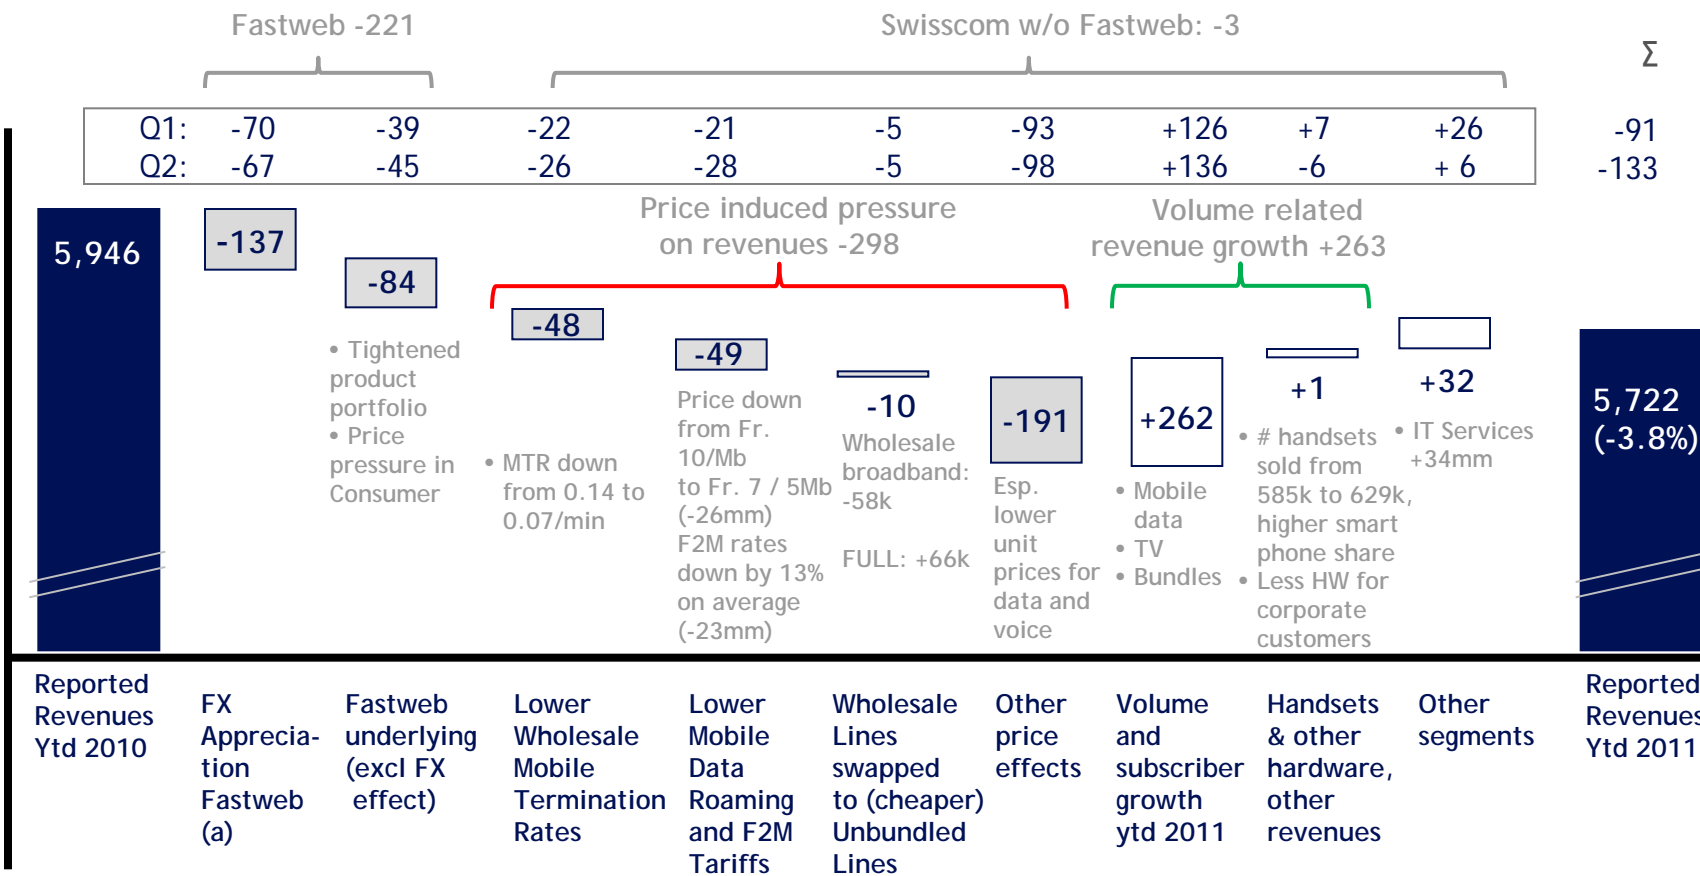 Fastweb -221
Swisscom w/o Fastweb: -3
Σ
Q1: -70 -39 -22 -21 -5 -93 +126 +7 +26 -91
Q2: -67 -45 -26 -28 -5 -98 +136 -6 + 6 -133
Price induced pressure
on revenues -298
Volume related
revenue growth +263
5,946
-137
-84
• Tightened
product
portfolio
• Price
pressure in
Consumer
-48
• MTR down
from 0.14 to
0.07/min
-49
Price down
from Fr.
10/Mb
to Fr. 7 / 5Mb
(-26mm)
F2M rates
down by 13%
on average
(-23mm)
-10
Wholesale
broadband:
-58k
FULL: +66k
-191
Esp.
lower
unit
prices for
data and
voice
+262
• Mobile
data
• TV
• Bundles
+1
• # handsets
sold from
585k to 629k,
higher smart
phone share
• Less HW for
corporate
customers
+32
• IT Services
+34mm
5,722
(-3.8%)
Reported
Revenues
Ytd 2010
FX
Apprecia-
tion
Fastweb
(a)
Fastweb
underlying
(excl FX
effect)
Lower
Wholesale
Mobile
Termination
Rates
Lower
Mobile
Data
Roaming
and F2M
Tariffs
Wholesale
Lines
swapped
to (cheaper)
Unbundled
Lines
Other
price
effects
Volume
and
subscriber
growth
ytd 2011
Handsets
& other
hardware,
other
revenues
Other
segments
Reported
Revenues
Ytd 2011